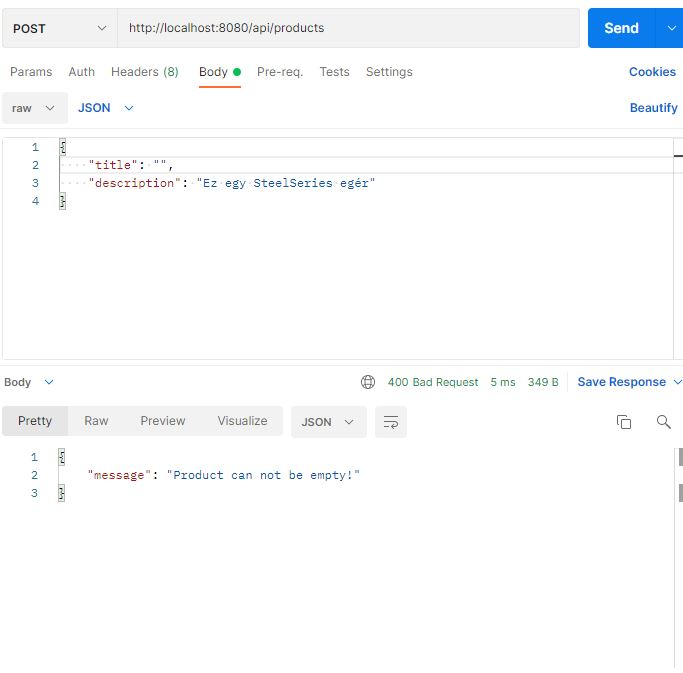 POST http://localhost:8080/api/products Send
Params Auth Headers (8) Body Pre-req. Tests Settings Cookies
raw JSON Beautify
1 {
2 "title": "",
3 "description": "Ez egy SteelSeries egér"
4 }
Body 400 Bad Request 5 ms 349 B Save Response
Pretty Raw Preview Visualize JSON
1 {
2 "message": "Product can not be empty!"
3 }